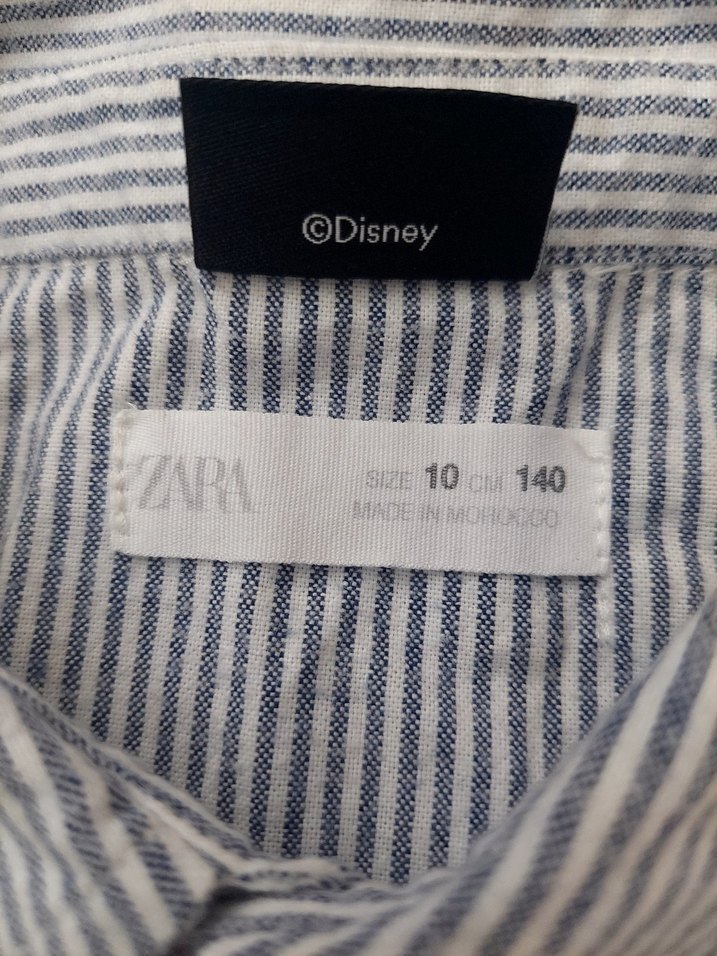 ©Disney
ZARA
SIZE 10 CM 140
MADE IN MOROCCO